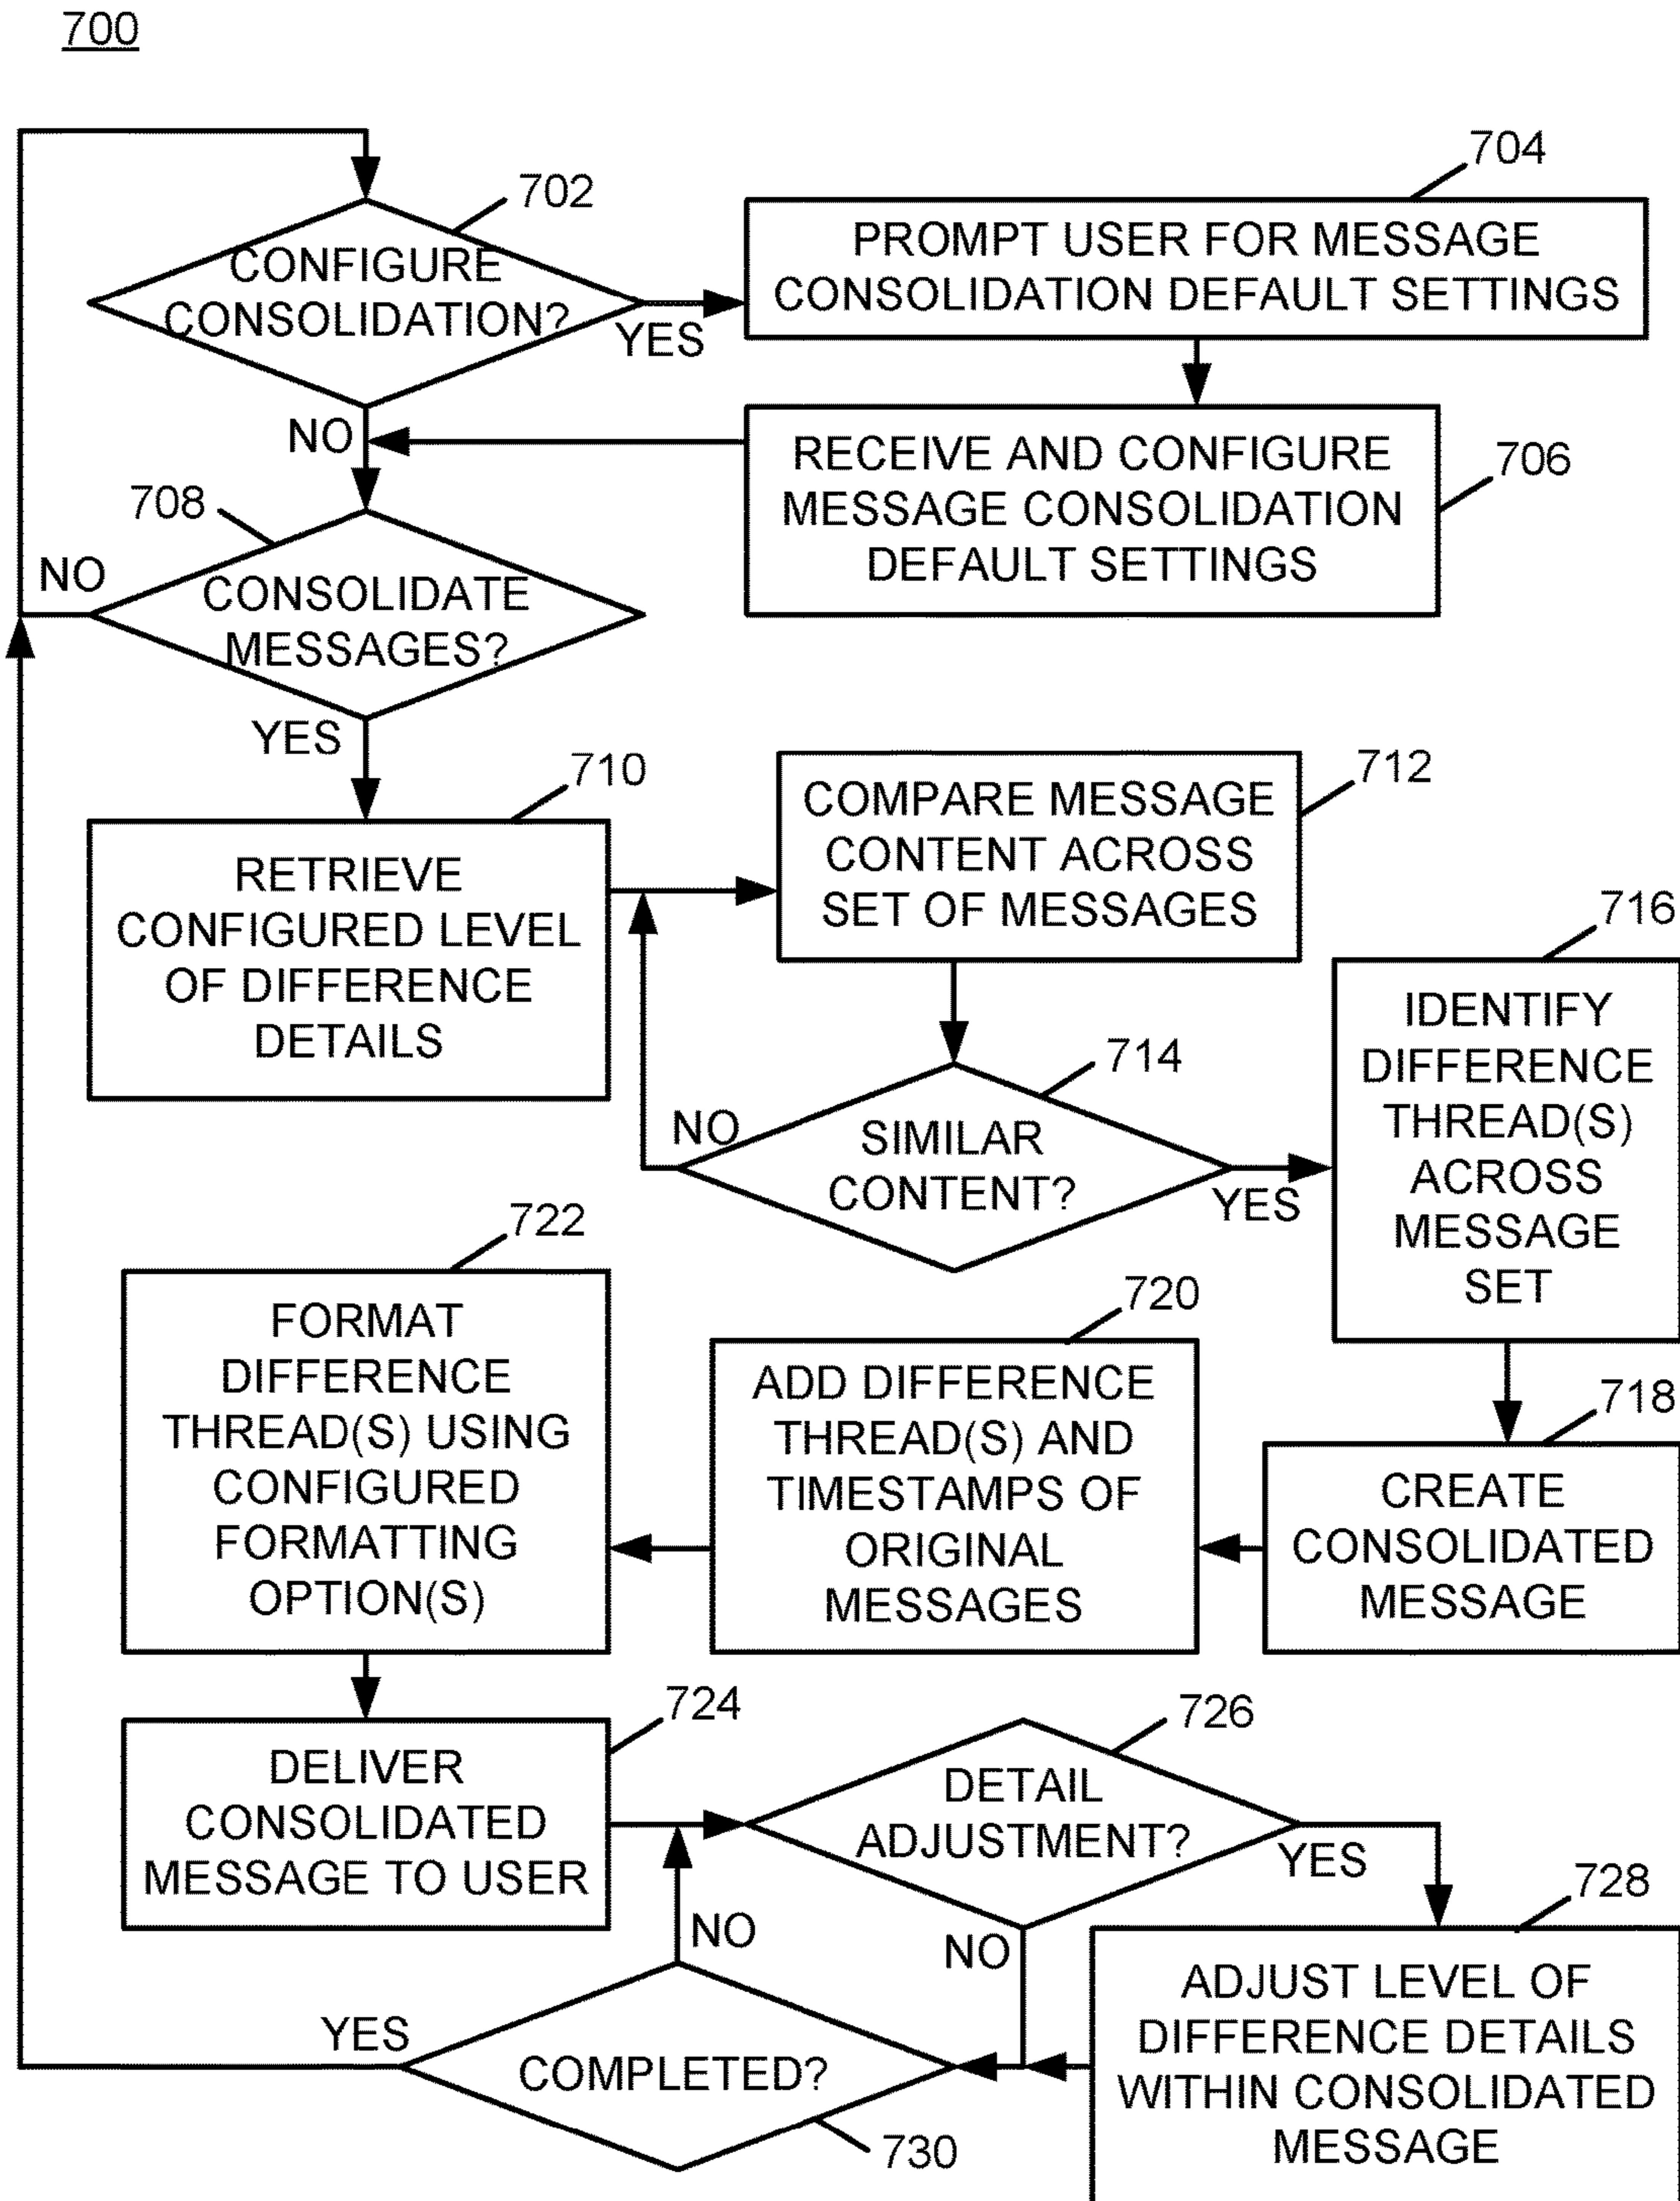 700
702
CONFIGURE
CONSOLIDATION?
YES
NO
704
PROMPT USER FOR MESSAGE
CONSOLIDATION DEFAULT SETTINGS
RECEIVE AND CONFIGURE
MESSAGE CONSOLIDATION
DEFAULT SETTINGS
706
708
NO
CONSOLIDATE
MESSAGES?
YES
710
RETRIEVE
CONFIGURED LEVEL
OF DIFFERENCE
DETAILS
712
COMPARE MESSAGE
CONTENT ACROSS
SET OF MESSAGES
714
NO
SIMILAR
CONTENT?
YES
716
IDENTIFY
DIFFERENCE
THREAD(S)
ACROSS
MESSAGE
SET
718
CREATE
CONSOLIDATED
MESSAGE
720
ADD DIFFERENCE
THREAD(S) AND
TIMESTAMPS OF
ORIGINAL
MESSAGES
722
FORMAT
DIFFERENCE
THREAD(S) USING
CONFIGURED
FORMATTING
OPTION(S)
724
DELIVER
CONSOLIDATED
MESSAGE TO USER
726
DETAIL
ADJUSTMENT?
YES
NO
728
ADJUST LEVEL OF
DIFFERENCE DETAILS
WITHIN CONSOLIDATED
MESSAGE
NO
YES
COMPLETED?
730